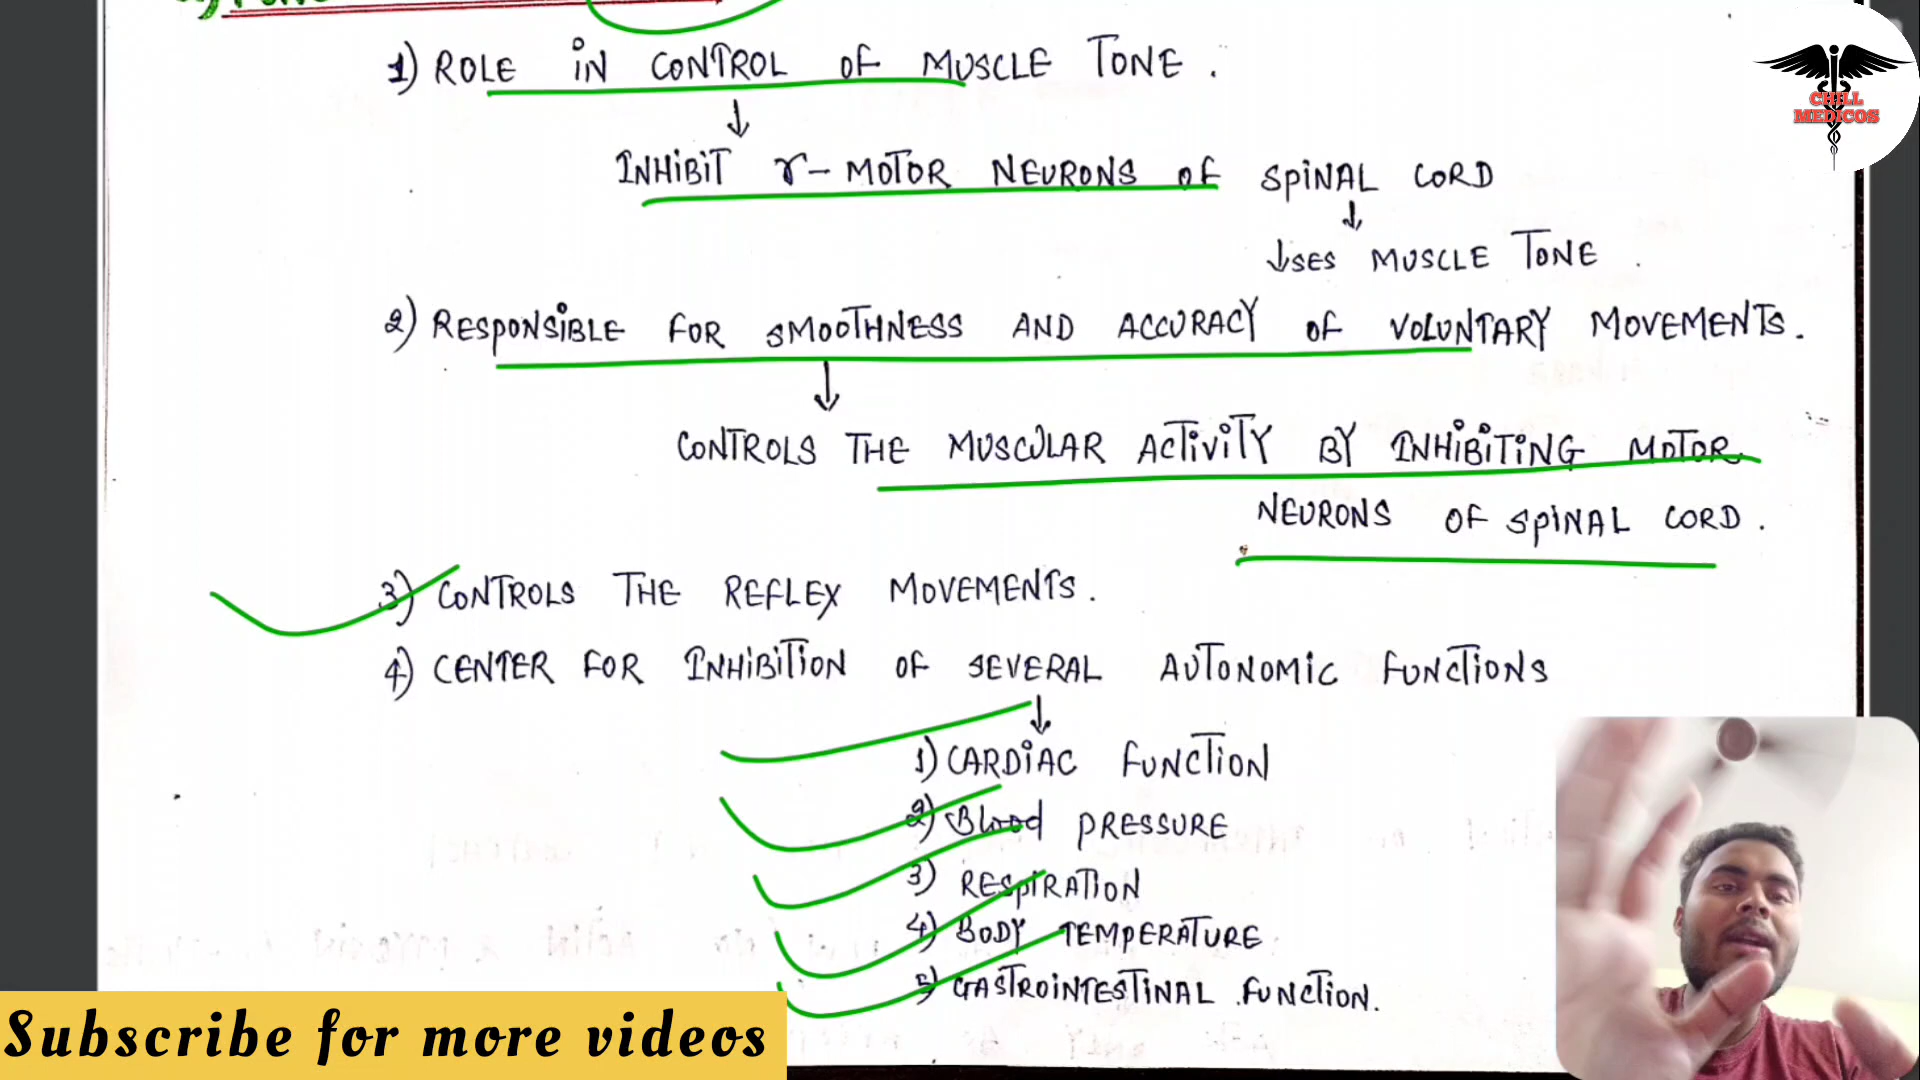 1) ROLE IN CONTROL OF MUSCLE TONE.
↓
INHIBIT γ- MOTOR NEURONS OF SPINAL CORD
↓
↓SES MUSCLE TONE.
2) RESPONSIBLE FOR SMOOTHNESS AND ACCURACY OF VOLUNTARY MOVEMENTS.
↓
CONTROLS THE MUSCULAR ACTIVITY BY INHIBITING MOTOR
NEURONS OF SPINAL CORD.
3) CONTROLS THE REFLEX MOVEMENTS.
4) CENTER FOR INHIBITION OF SEVERAL AUTONOMIC FUNCTIONS
↓
1) CARDIAC FUNCTION
2) Blood PRESSURE
3) RESPIRATION
4) BODY TEMPERATURE
5) GASTROINTESTINAL FUNCTION.
CHILL
MEDICOS
Subscribe for more videos